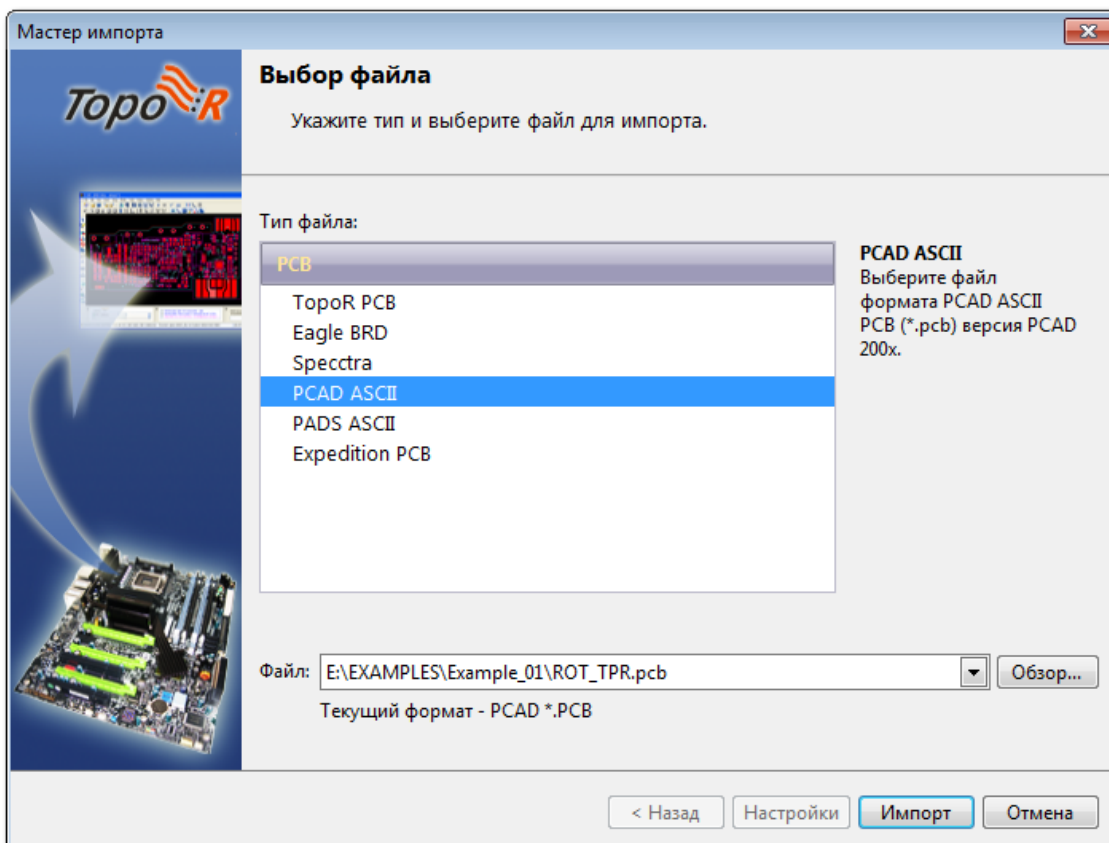 Мастер импорта
TopoR
Выбор файла
Укажите тип и выберите файл для импорта.
Тип файла:
PCB
TopoR PCB
Eagle BRD
Specctra
PCAD ASCII
PADS ASCII
Expedition PCB
PCAD ASCII
Выберите файл
формата PCAD ASCII
PCB (*.pcb) версия PCAD
200x.
Файл: E:\EXAMPLES\Example_01\ROT_TPR.pcb Обзор...
Текущий формат - PCAD *.PCB
< Назад Настройки Импорт Отмена